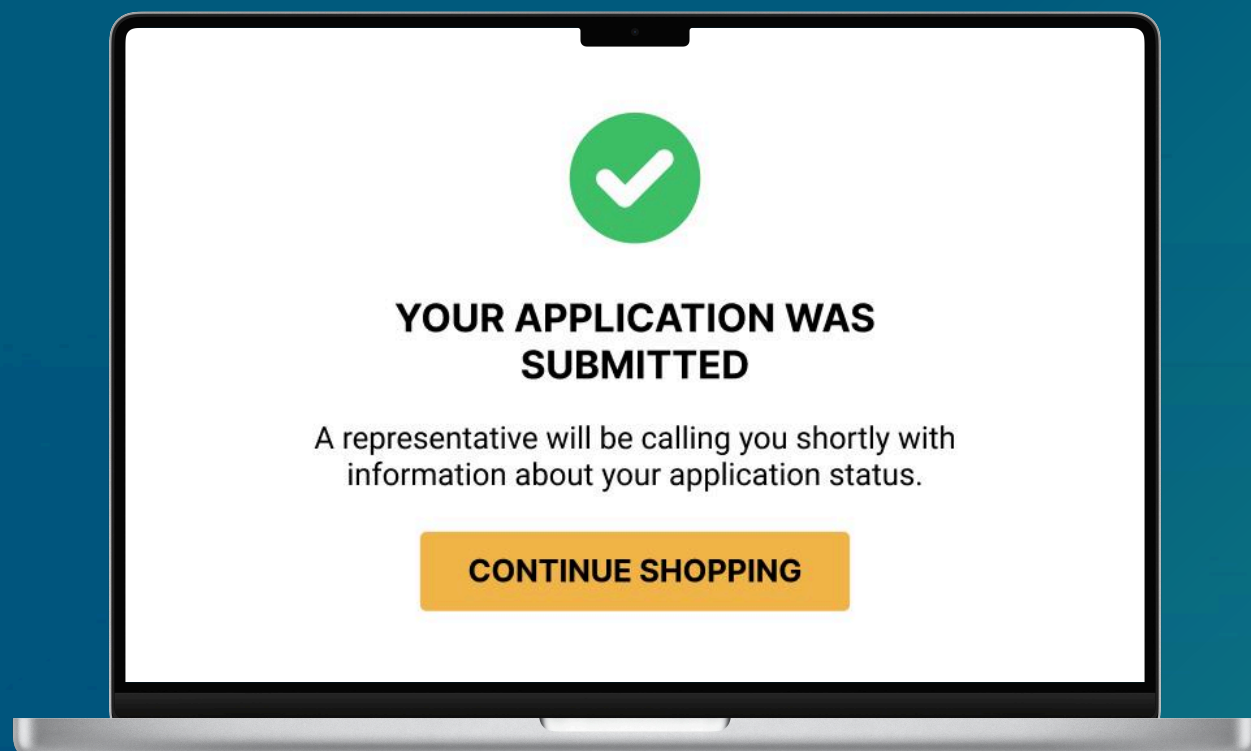 YOUR APPLICATION WAS
SUBMITTED
A representative will be calling you shortly with
information about your application status.
CONTINUE SHOPPING